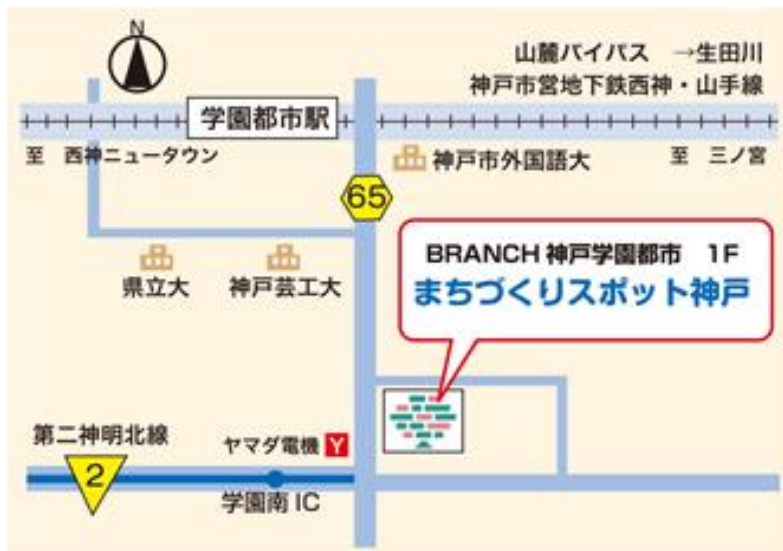 N
山麓バイパス →生田川
神戸市営地下鉄西神・山手線
学園都市駅
至 西神ニュータウン
神戸市外国語大
至 三ノ宮
65
BRANCH 神戸学園都市 1F
まちづくりスポット神戸
県立大
神戸芸工大
第二神明北線
ヤマダ電機 Y
2
学園南IC